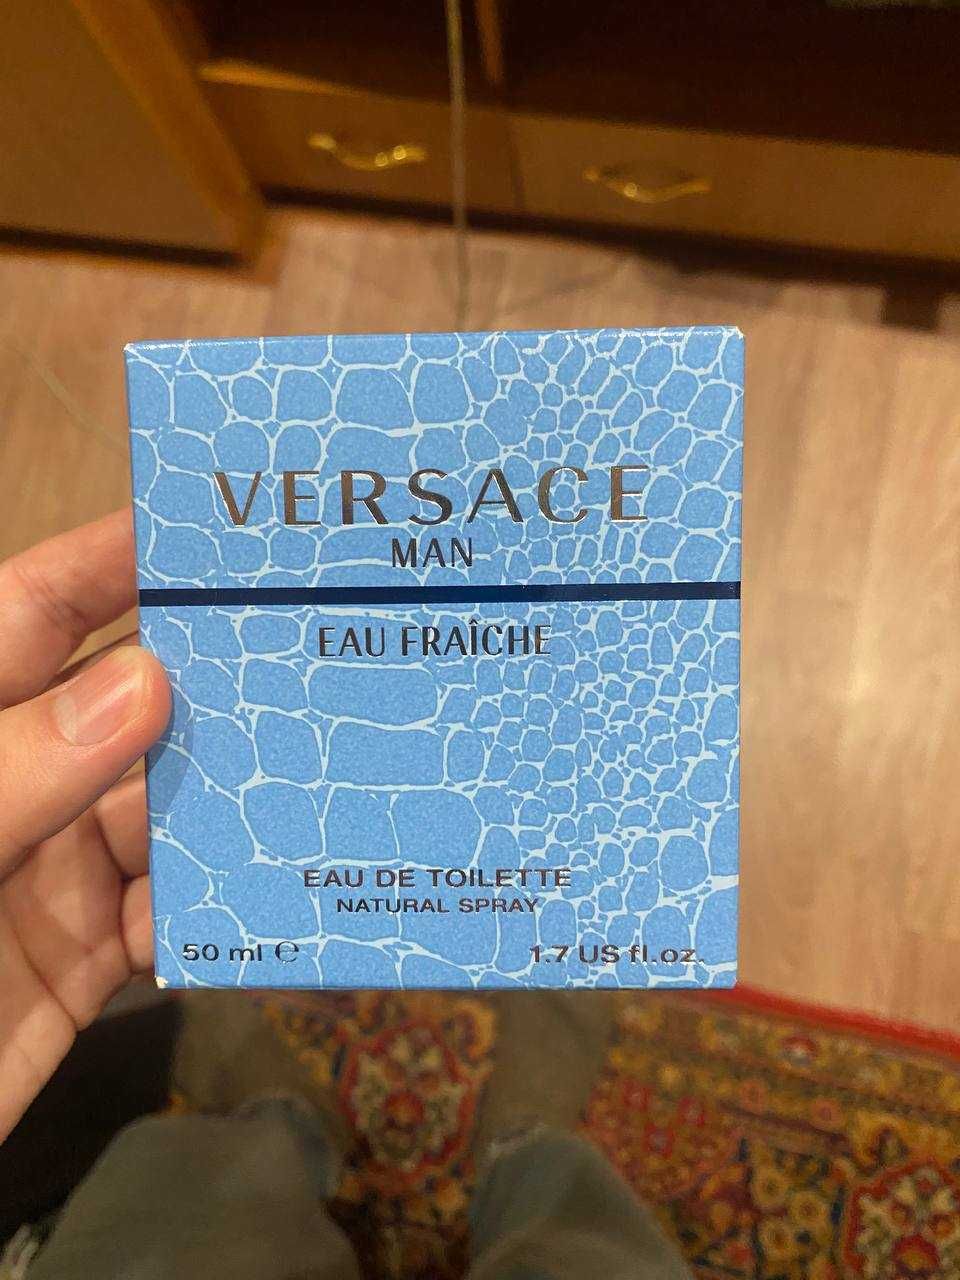 VERSACE
MAN
EAU FRAÎCHE
EAU DE TOILETTE
NATURAL SPRAY
50 ml ℮ 1.7 US fl.oz.